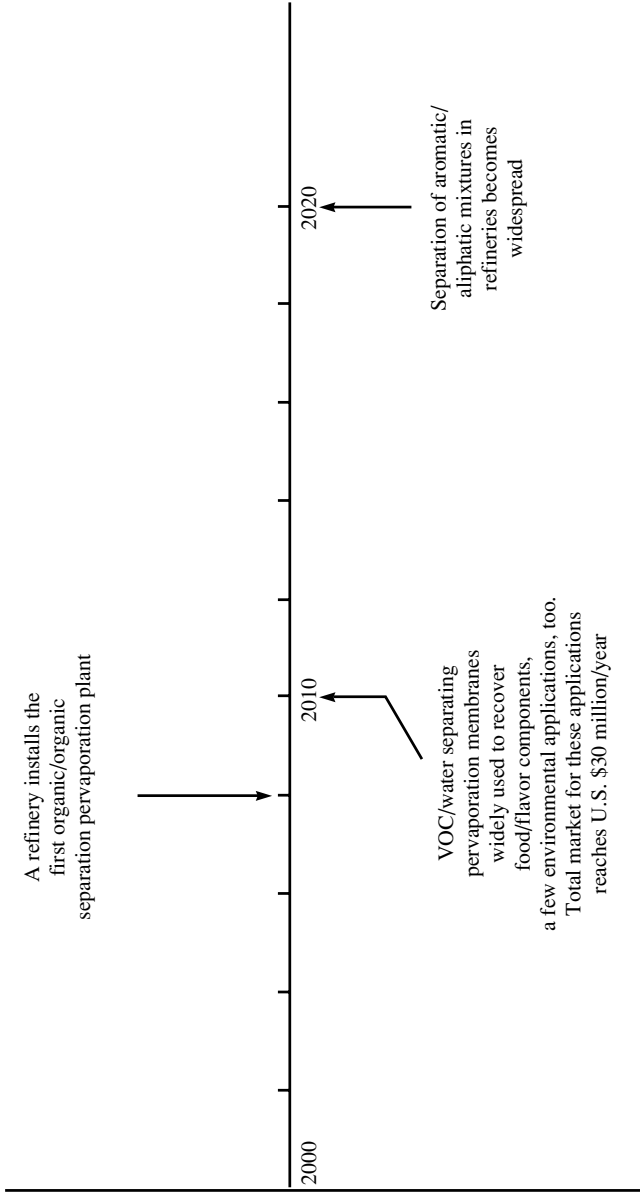 A refinery installs the
first organic/organic
separation pervaporation plant
2000
2010
2020
VOC/water separating
pervaporation membranes
widely used to recover
food/flavor components,
a few environmental applications, too.
Total market for these applications
reaches U.S. $30 million/year
Separation of aromatic/
aliphatic mixtures in
refineries becomes
widespread